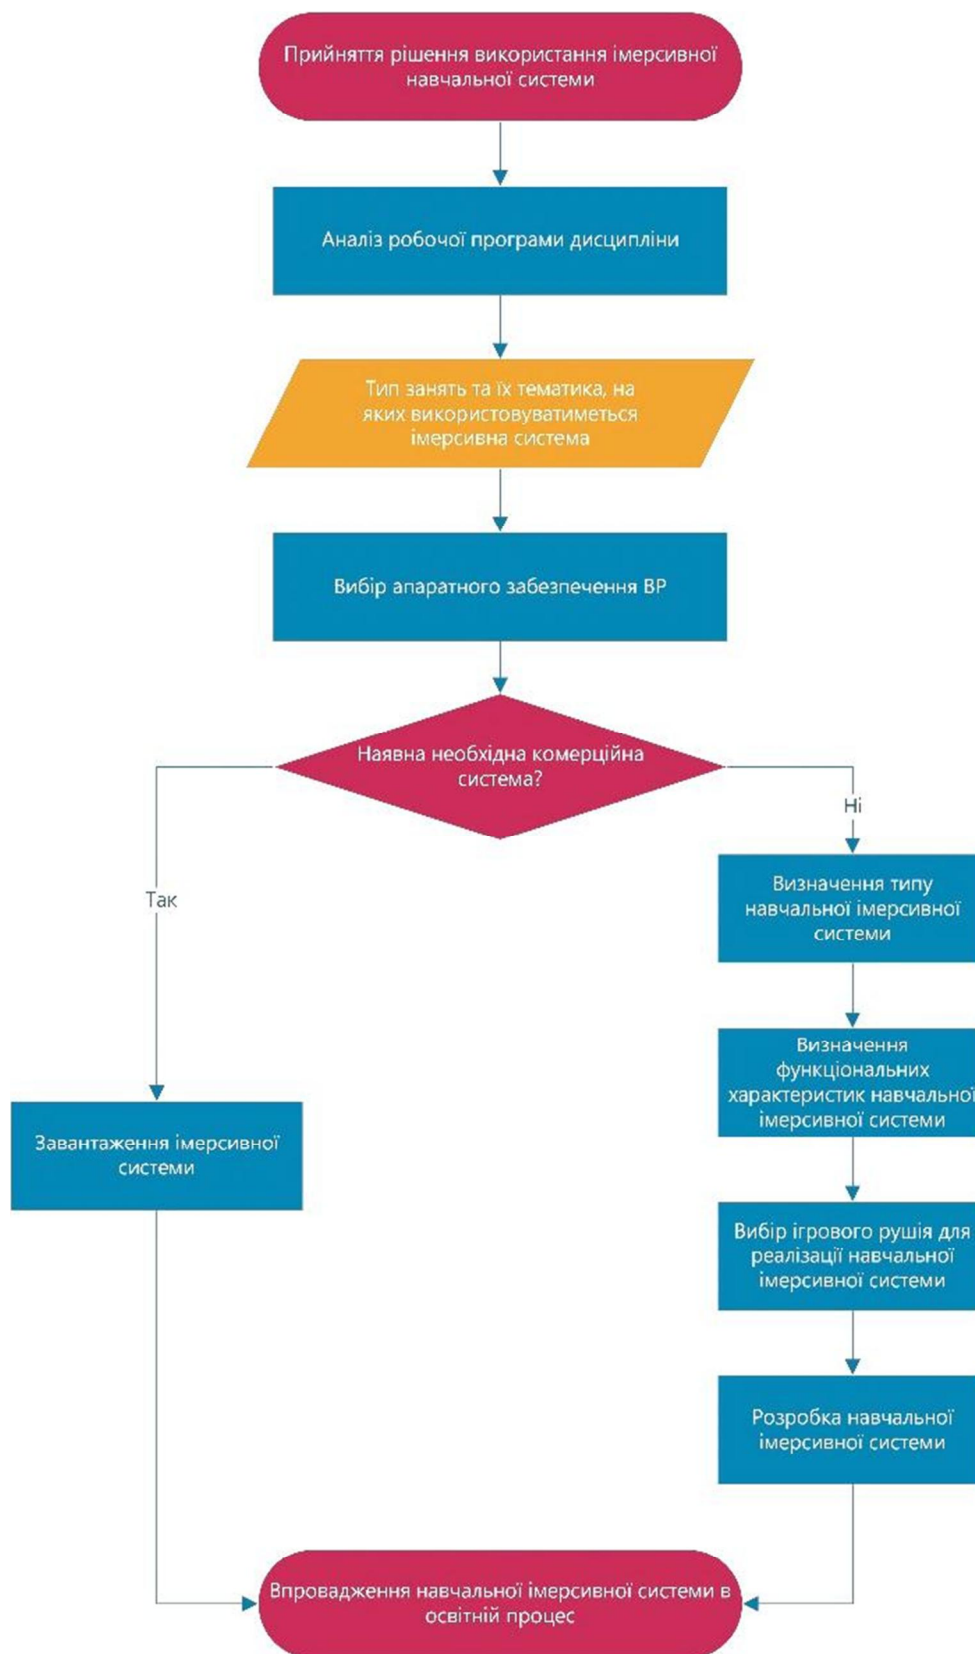 Прийняття рішення використання імерсивної
навчальної системи
Аналіз робочої програми дисципліни
Тип занять та їх тематика, на
яких використовуватиметься
імерсивна система
Вибір апаратного забезпечення ВР
Наявна необхідна комерційна
система?
Ні
Так
Визначення типу
навчальної імерсивної
системи
Визначення
функціональних
характеристик навчальної
імерсивної системи
Завантаження імерсивної
системи
Вибір ігрового рушія для
реалізації навчальної
імерсивної системи
Розробка навчальної
імерсивної системи
Впровадження навчальної імерсивної системи в
освітній процес